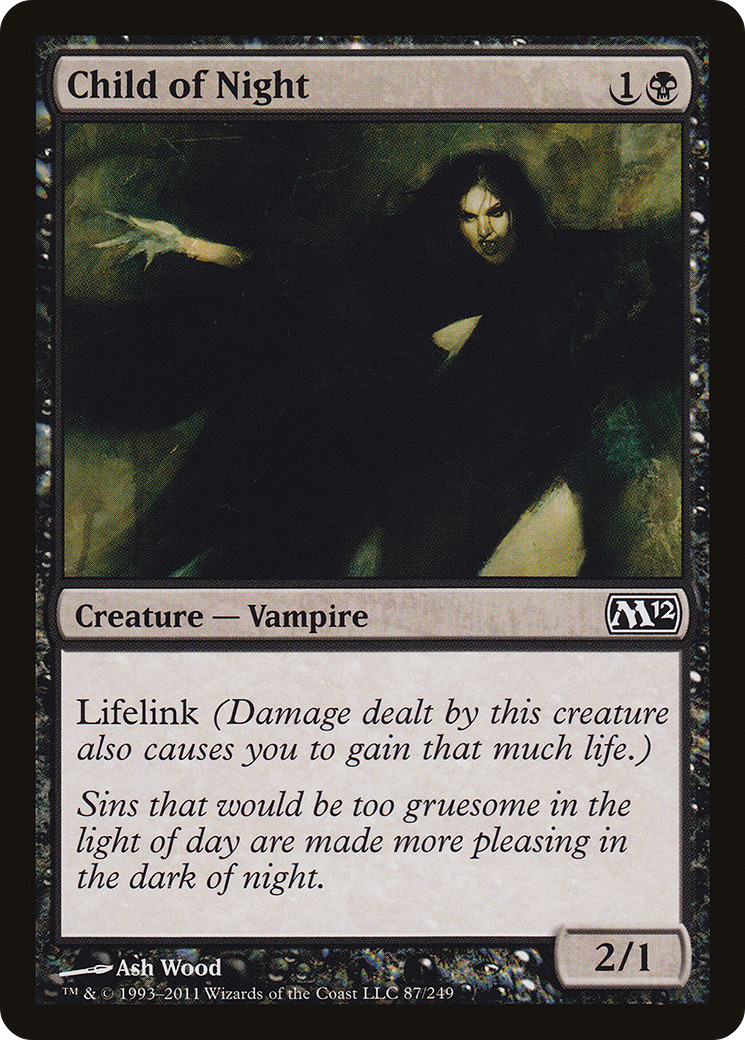 Child of Night 1
Creature — Vampire M12
Lifelink (Damage dealt by this creature
also causes you to gain that much life.)
Sins that would be too gruesome in the
light of day are made more pleasing in
the dark of night.
2/1
Ash Wood
™ & © 1993–2011 Wizards of the Coast LLC 87/249